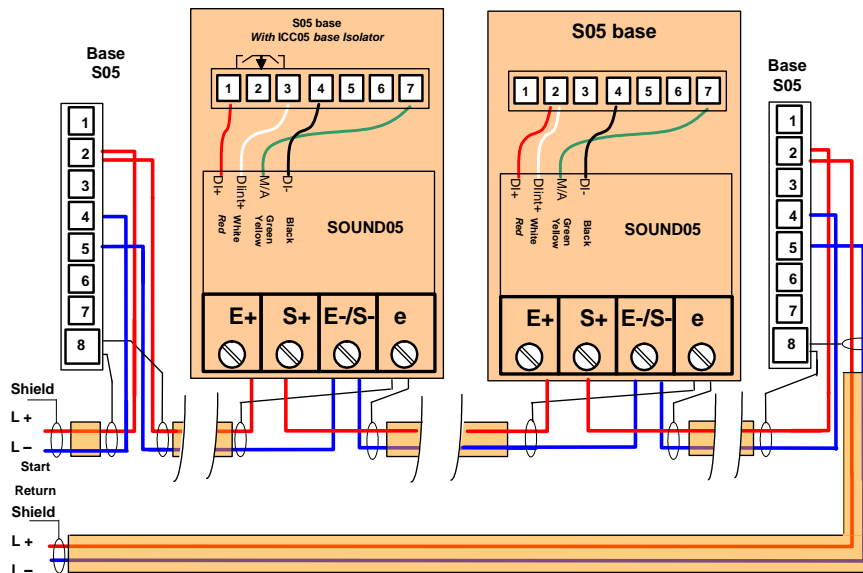 Base
S05
1
2
3
4
5
6
7
8
S05 base
With ICC05 base Isolator
1 2 3 4 5 6 7
DI+
DIint+
M/A
DI-
Red
White
Green
Yellow
Black
SOUND05
E+ S+ E-/S- e
S05 base
1 2 3 4 5 6 7
DI+
DIint+
M/A
DI-
Red
White
Green
Yellow
Black
SOUND05
E+ S+ E-/S- e
Base
S05
1
2
3
4
5
6
7
8
Shield
L +
L –
Start
Return
Shield
L +
L –